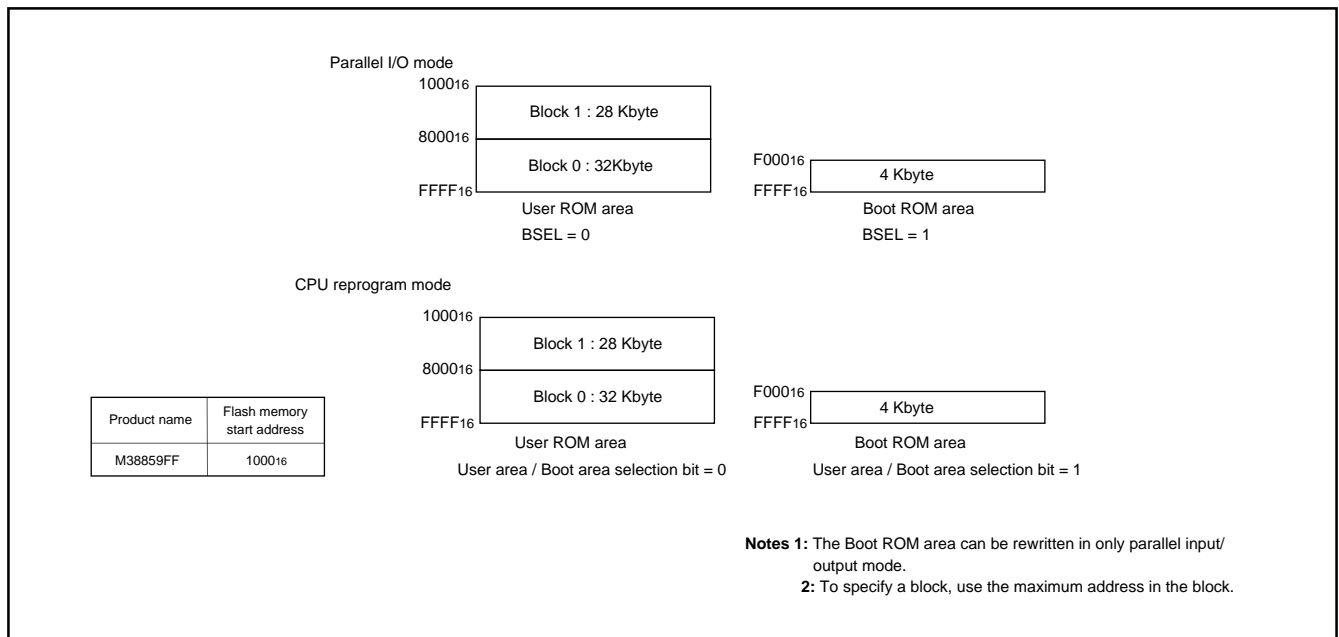 Parallel I/O mode
100016
Block 1 : 28 Kbyte
800016
Block 0 : 32Kbyte
FFFF16
User ROM area
BSEL = 0
F00016
4 Kbyte
FFFF16
Boot ROM area
BSEL = 1
CPU reprogram mode
100016
Block 1 : 28 Kbyte
800016
Block 0 : 32 Kbyte
FFFF16
User ROM area
User area / Boot area selection bit = 0
F00016
4 Kbyte
FFFF16
Boot ROM area
User area / Boot area selection bit = 1
Product name
Flash memory
start address
M38859FF
100016
Notes 1: The Boot ROM area can be rewritten in only parallel input/
output mode.
2: To specify a block, use the maximum address in the block.